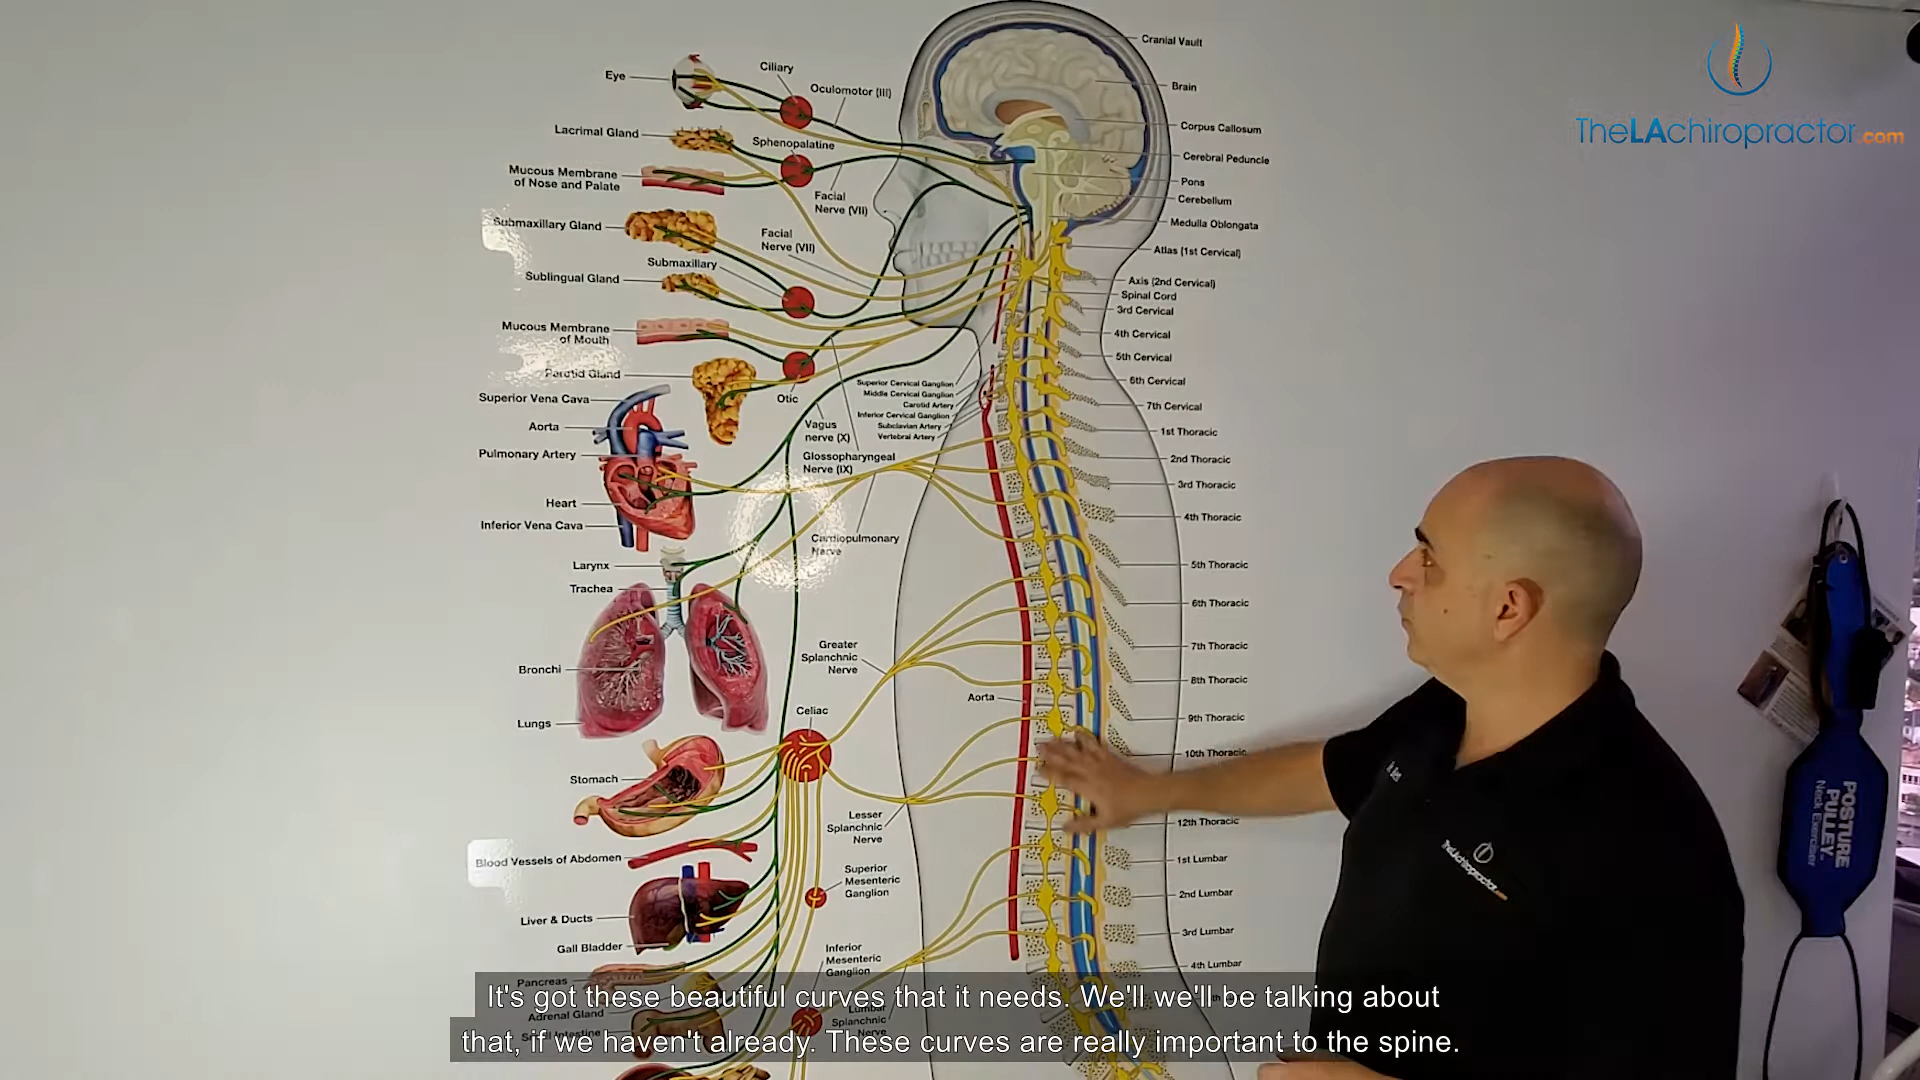 Cranial Vault
Brain
Corpus Callosum
Cerebral Peduncle
Pons
Cerebellum
Medulla Oblongata
Atlas (1st Cervical)
Axis (2nd Cervical)
Spinal Cord
3rd Cervical
4th Cervical
5th Cervical
6th Cervical
7th Cervical
1st Thoracic
2nd Thoracic
3rd Thoracic
4th Thoracic
5th Thoracic
6th Thoracic
7th Thoracic
8th Thoracic
9th Thoracic
10th Thoracic
12th Thoracic
1st Lumbar
2nd Lumbar
3rd Lumbar
4th Lumbar
Eye
Ciliary
Oculomotor (III)
Lacrimal Gland
Sphenopalatine
Mucous Membrane
of Nose and Palate
Facial
Nerve (VII)
Submaxillary Gland
Facial
Nerve (VII)
Submaxillary
Sublingual Gland
Mucous Membrane
of Mouth
Parotid Gland
Otic
Superior Vena Cava
Aorta
Pulmonary Artery
Heart
Inferior Vena Cava
Superior Cervical Ganglion
Middle Cervical Ganglion
Carotid Artery
Inferior Cervical Ganglion
Subclavian Artery
Vertebral Artery
Vagus
nerve (X)
Glossopharyngeal
Nerve (IX)
Cardiopulmonary
Nerve
Larynx
Trachea
Bronchi
Lungs
Greater
Splanchnic
Nerve
Aorta
Celiac
Stomach
Lesser
Splanchnic
Nerve
Blood Vessels of Abdomen
Superior
Mesenteric
Ganglion
Liver & Ducts
Gall Bladder
Inferior
Mesenteric
Ganglion
Pancreas
Adrenal Gland
Small Intestine
Lumbar
Splanchnic
Nerve
TheLAchiropractor.com
TheLAchiropractor.com
POSTURE
PULLEY
Neck Exerciser
It's got these beautiful curves that it needs. We'll we'll be talking about
that, if we haven't already. These curves are really important to the spine.